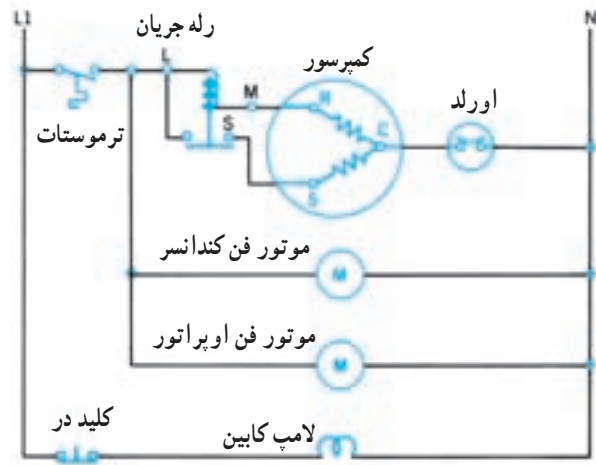 L1
N
رله جریان
کمپرسور
اورلد
L
M
R
C
S
S
ترموستات
موتور فن کندانسر
M
موتور فن اوپراتور
M
کلید در
لامپ کابین